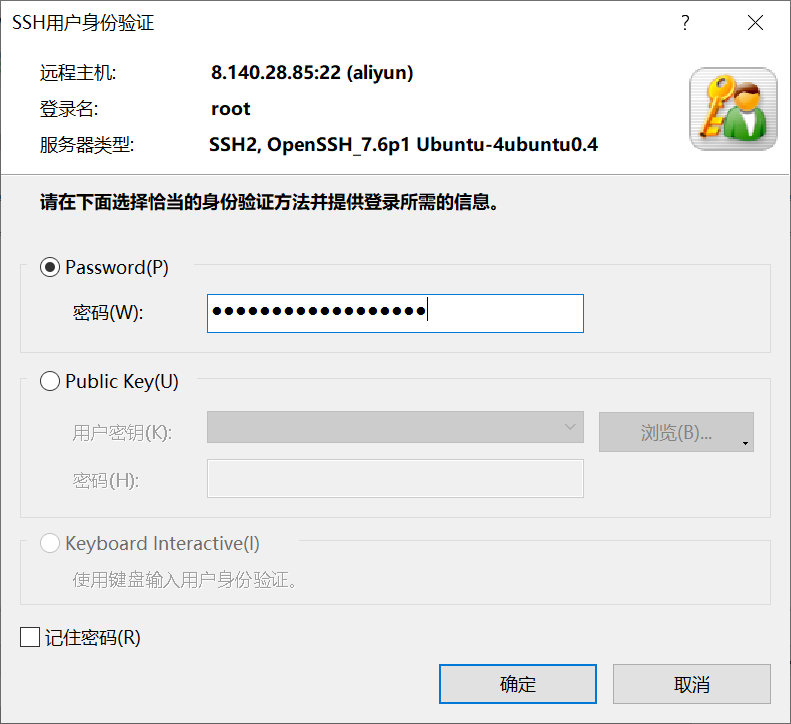 SSH用户身份验证
?
远程主机: 8.140.28.85:22 (aliyun)
登录名: root
服务器类型: SSH2, OpenSSH_7.6p1 Ubuntu-4ubuntu0.4
请在下面选择恰当的身份验证方法并提供登录所需的信息。
Password(P)
密码(W): ●●●●●●●●●●●●●●●●●●
Public Key(U)
用户密钥(K): 浏览(B)...
密码(H):
Keyboard Interactive(I)
使用键盘输入用户身份验证。
记住密码(R)
确定 取消